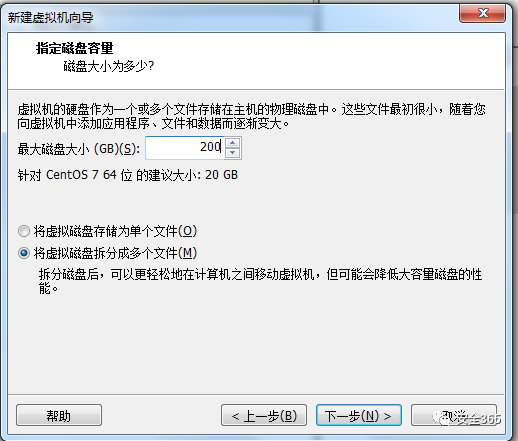 新建虚拟机向导
指定磁盘容量
磁盘大小为多少?
虚拟机的硬盘作为一个或多个文件存储在主机的物理磁盘中。这些文件最初很小，随着您
向虚拟机中添加应用程序、文件和数据而逐渐变大。
最大磁盘大小 (GB)(S): 200
针对 CentOS 7 64 位 的建议大小: 20 GB
将虚拟磁盘存储为单个文件(O)
将虚拟磁盘拆分成多个文件(M)
拆分磁盘后，可以更轻松地在计算机之间移动虚拟机，但可能会降低大容量磁盘的性
能。
帮助 < 上一步(B) 下一步(N) > 取消
安全365